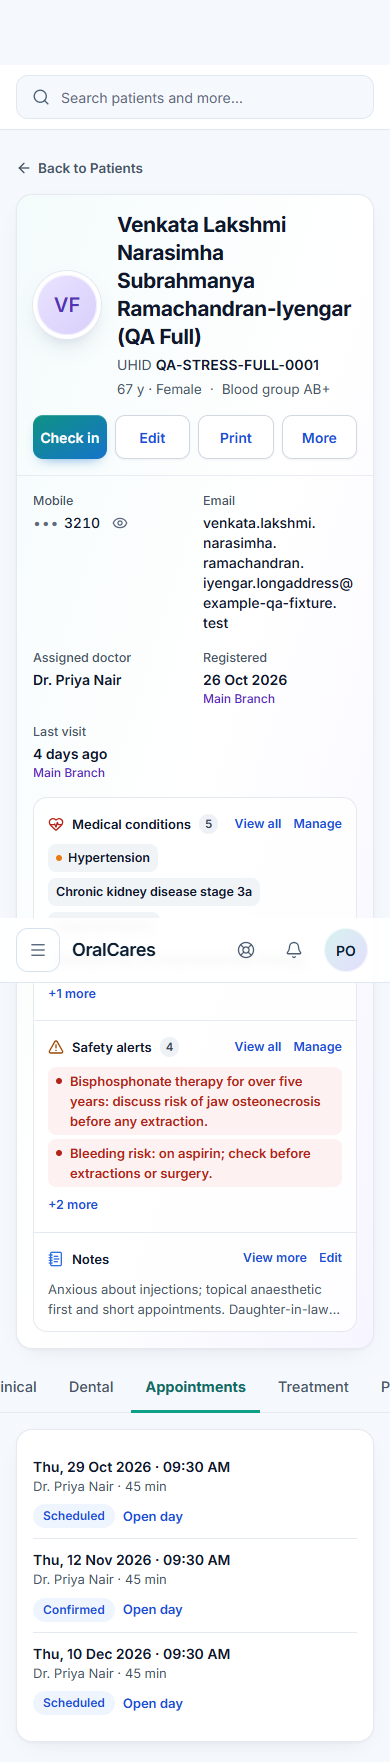 Search patients and more...
Back to Patients
VF
Venkata Lakshmi
Narasimha
Subrahmanya
Ramachandran-Iyengar
(QA Full)
UHID QA-STRESS-FULL-0001
67 y · Female · Blood group AB+
Check in
Edit
Print
More
Mobile
••• 3210
Email
venkata.lakshmi.
narasimha.
ramachandran.
iyengar.longaddress@
example-qa-fixture.
test
Assigned doctor
Dr. Priya Nair
Registered
26 Oct 2026
Main Branch
Last visit
4 days ago
Main Branch
Medical conditions 5 View all Manage
Hypertension
Chronic kidney disease stage 3a
OralCares
PO
+1 more
Safety alerts 4 View all Manage
Bisphosphonate therapy for over five
years: discuss risk of jaw osteonecrosis
before any extraction.
Bleeding risk: on aspirin; check before
extractions or surgery.
+2 more
Notes View more Edit
Anxious about injections; topical anaesthetic
first and short appointments. Daughter-in-law...
inical Dental Appointments Treatment P
Thu, 29 Oct 2026 · 09:30 AM
Dr. Priya Nair · 45 min
Scheduled Open day
Thu, 12 Nov 2026 · 09:30 AM
Dr. Priya Nair · 45 min
Confirmed Open day
Thu, 10 Dec 2026 · 09:30 AM
Dr. Priya Nair · 45 min
Scheduled Open day